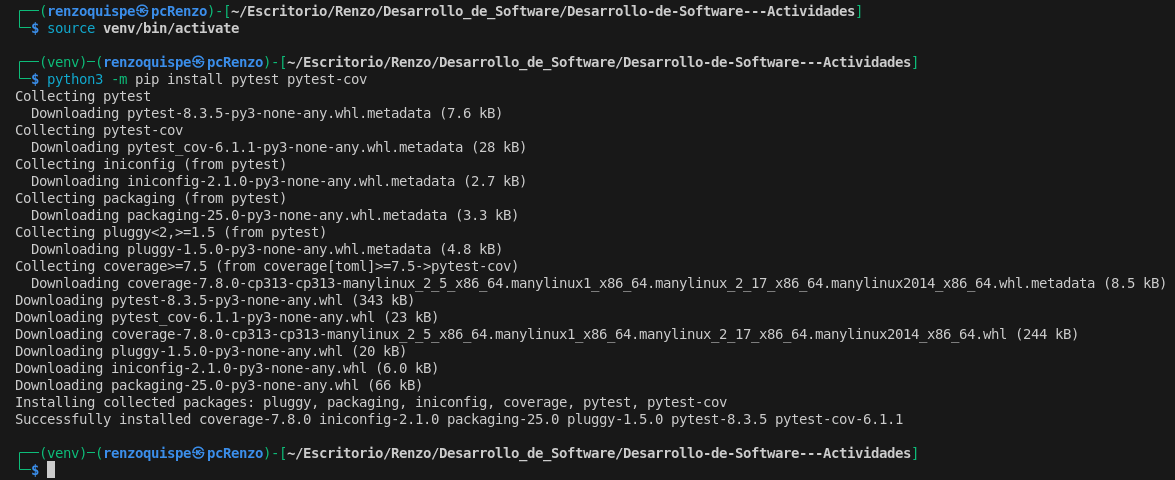 ┌──(renzoquispe㉿pcRenzo)-[~/Escritorio/Renzo/Desarrollo_de_Software/Desarrollo-de-Software---Actividades]
└─$ source venv/bin/activate
┌──(venv)─(renzoquispe㉿pcRenzo)-[~/Escritorio/Renzo/Desarrollo_de_Software/Desarrollo-de-Software---Actividades]
└─$ python3 -m pip install pytest pytest-cov
Collecting pytest
  Downloading pytest-8.3.5-py3-none-any.whl.metadata (7.6 kB)
Collecting pytest-cov
  Downloading pytest_cov-6.1.1-py3-none-any.whl.metadata (28 kB)
Collecting iniconfig (from pytest)
  Downloading iniconfig-2.1.0-py3-none-any.whl.metadata (2.7 kB)
Collecting packaging (from pytest)
  Downloading packaging-25.0-py3-none-any.whl.metadata (3.3 kB)
Collecting pluggy<2,>=1.5 (from pytest)
  Downloading pluggy-1.5.0-py3-none-any.whl.metadata (4.8 kB)
Collecting coverage>=7.5 (from coverage[toml]>=7.5->pytest-cov)
  Downloading coverage-7.8.0-cp313-cp313-manylinux_2_5_x86_64.manylinux1_x86_64.manylinux_2_17_x86_64.manylinux2014_x86_64.whl.metadata (8.5 kB)
Downloading pytest-8.3.5-py3-none-any.whl (343 kB)
Downloading pytest_cov-6.1.1-py3-none-any.whl (23 kB)
Downloading coverage-7.8.0-cp313-cp313-manylinux_2_5_x86_64.manylinux1_x86_64.manylinux_2_17_x86_64.manylinux2014_x86_64.whl (244 kB)
Downloading pluggy-1.5.0-py3-none-any.whl (20 kB)
Downloading iniconfig-2.1.0-py3-none-any.whl (6.0 kB)
Downloading packaging-25.0-py3-none-any.whl (66 kB)
Installing collected packages: pluggy, packaging, iniconfig, coverage, pytest, pytest-cov
Successfully installed coverage-7.8.0 iniconfig-2.1.0 packaging-25.0 pluggy-1.5.0 pytest-8.3.5 pytest-cov-6.1.1
┌──(venv)─(renzoquispe㉿pcRenzo)-[~/Escritorio/Renzo/Desarrollo_de_Software/Desarrollo-de-Software---Actividades]
└─$